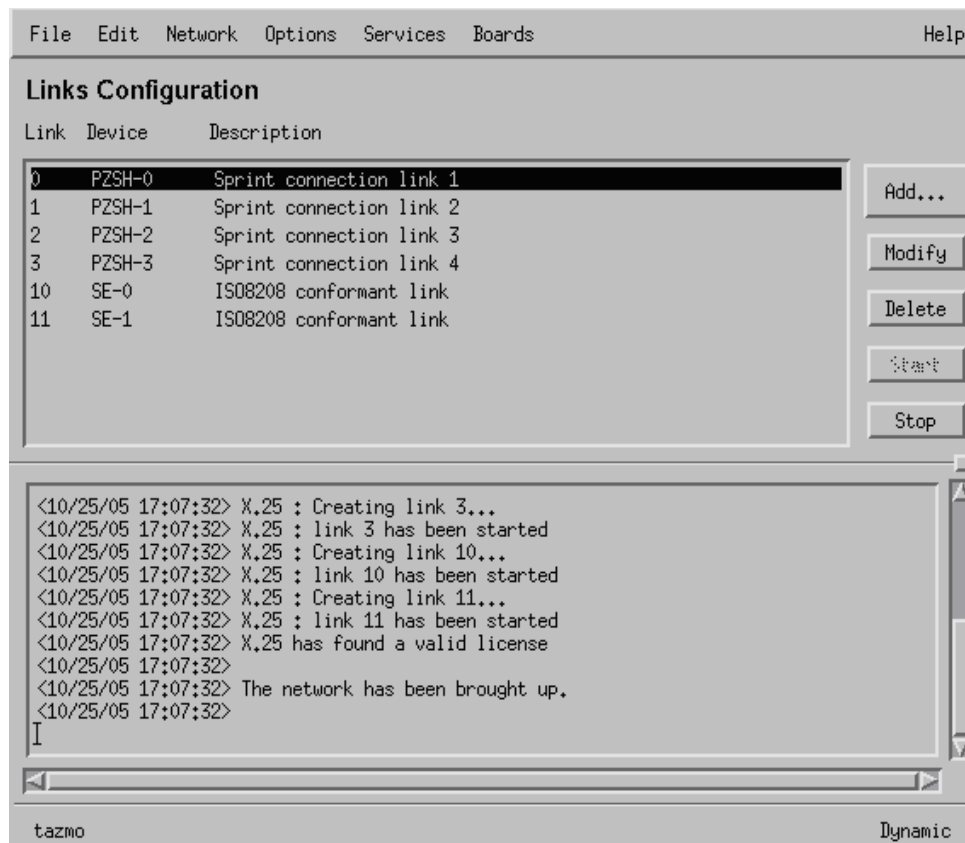 File Edit Network Options Services Boards Help
Links Configuration
Link Device Description
0 PZSH-0 Sprint connection link 1
1 PZSH-1 Sprint connection link 2
2 PZSH-2 Sprint connection link 3
3 PZSH-3 Sprint connection link 4
10 SE-0 ISO8208 conformant link
11 SE-1 ISO8208 conformant link
Add...
Modify
Delete
Start
Stop
<10/25/05 17:07:32> X.25 : Creating link 3...
<10/25/05 17:07:32> X.25 : link 3 has been started
<10/25/05 17:07:32> X.25 : Creating link 10...
<10/25/05 17:07:32> X.25 : link 10 has been started
<10/25/05 17:07:32> X.25 : Creating link 11...
<10/25/05 17:07:32> X.25 : link 11 has been started
<10/25/05 17:07:32> X.25 has found a valid license
<10/25/05 17:07:32>
<10/25/05 17:07:32> The network has been brought up.
<10/25/05 17:07:32>
tazmo Dynamic